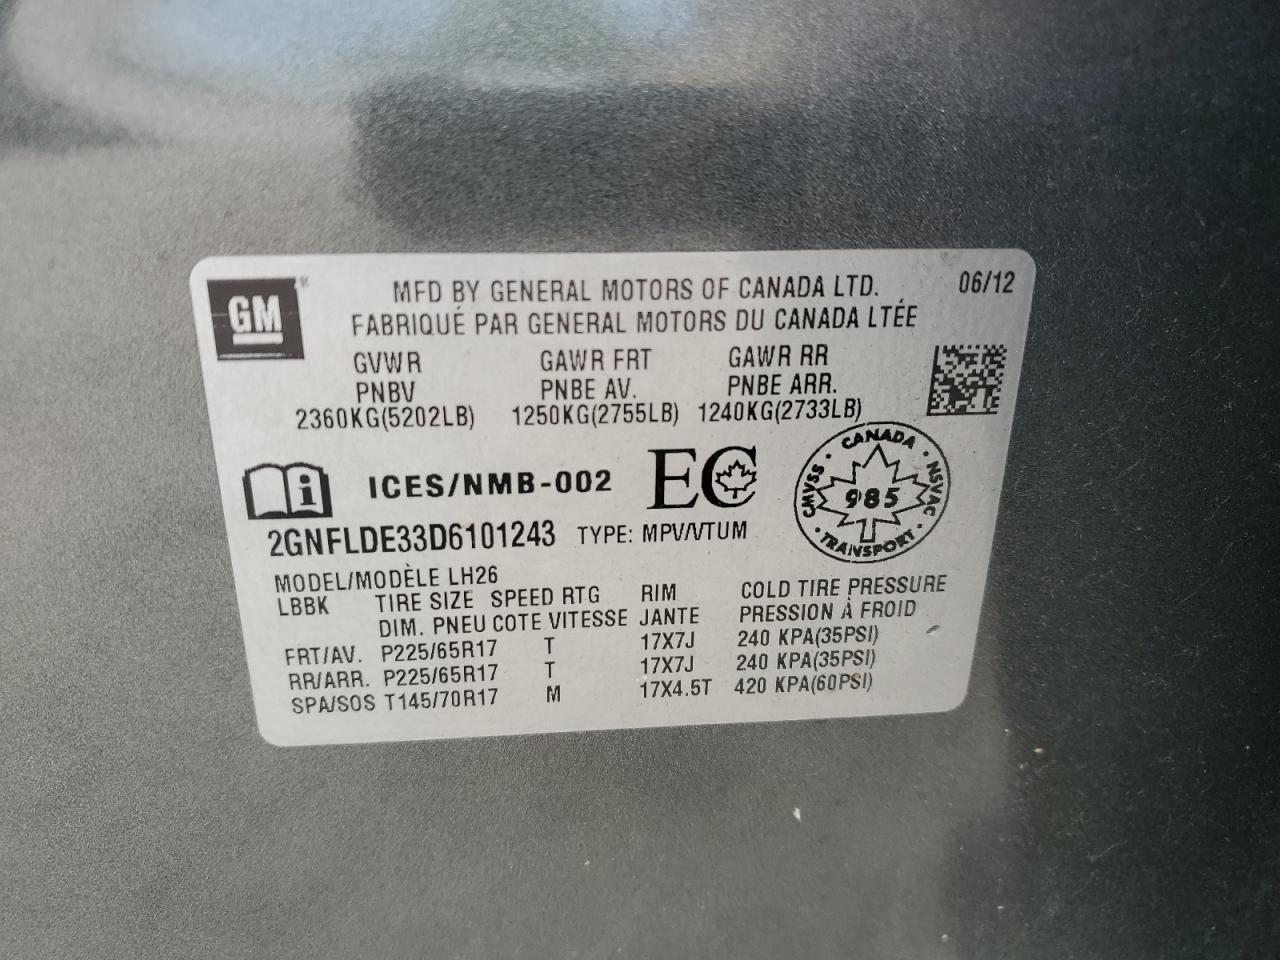 GM
MFD BY GENERAL MOTORS OF CANADA LTD. 06/12
FABRIQUÉ PAR GENERAL MOTORS DU CANADA LTÉE
GVWR GAWR FRT GAWR RR
PNBV PNBE AV. PNBE ARR.
2360KG(5202LB) 1250KG(2755LB) 1240KG(2733LB)
i ICES/NMB-002 EC
CANADA
CMVSS 985 NSVAC
TRANSPORT
2GNFLDE33D6101243 TYPE: MPV/VTUM
MODEL/MODÈLE LH26
LBBK TIRE SIZE SPEED RTG RIM COLD TIRE PRESSURE
DIM. PNEU COTE VITESSE JANTE PRESSION À FROID
FRT/AV. P225/65R17 T 17X7J 240 KPA(35PSI)
RR/ARR. P225/65R17 T 17X7J 240 KPA(35PSI)
SPA/SOS T145/70R17 M 17X4.5T 420 KPA(60PSI)